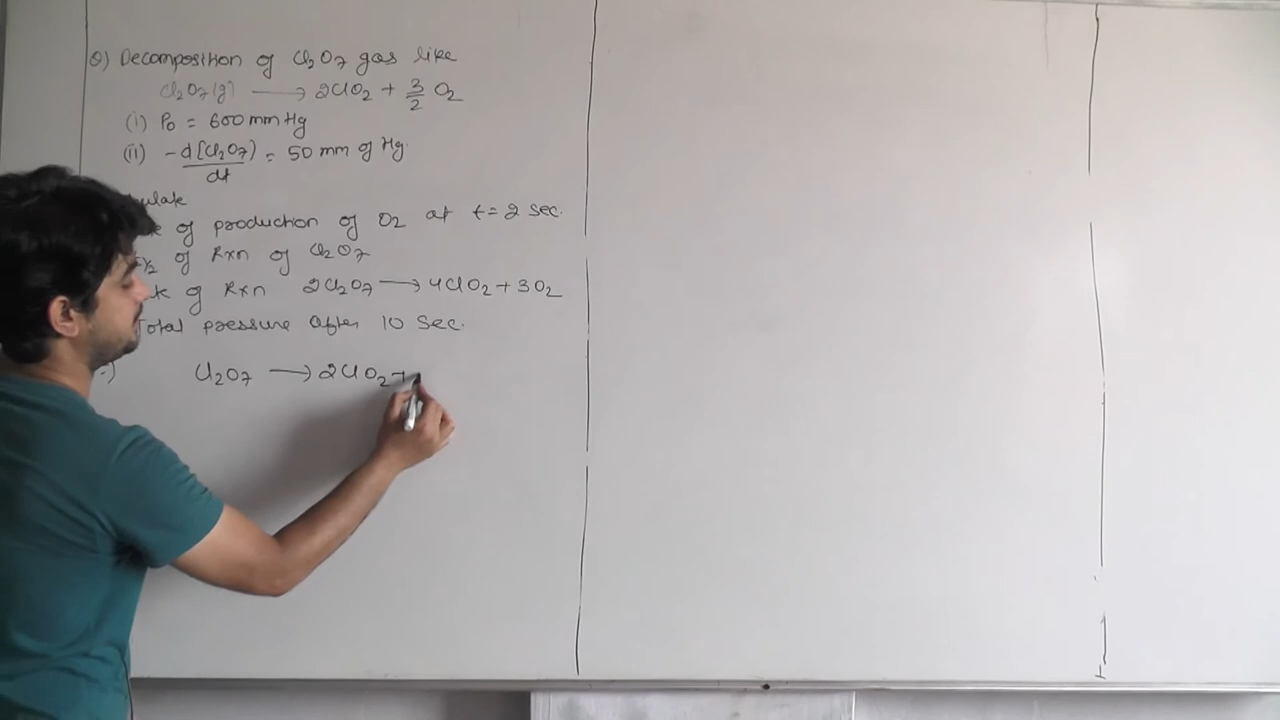 Q) Decomposition of Cl2O7 gas like
Cl2O7(g) ⟶ 2ClO2 + 3/2 O2
(i) P0 = 600 mm Hg
(ii) -d[Cl2O7]/dt = 50 mm of Hg.
of production of O2 at t=2 sec.
1/2 of Rxn of Cl2O7
of Rxn 2Cl2O7 ⟶ 4ClO2 + 3O2
Total pressure after 10 sec.
Cl2O7 ⟶ 2ClO2 +